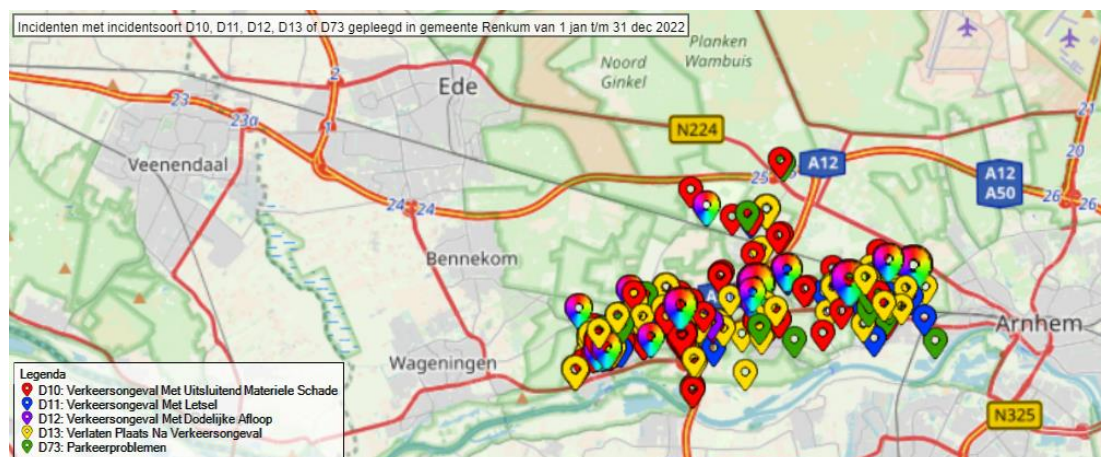 Incidenten met incidentsoort D10, D11, D12, D13 of D73 gepleegd in gemeente Renkum van 1 jan t/m 31 dec 2022
Planken
Wambuis
Noord
Ginkel
2
Ede
23
21
23a
1
N224
Veenendaal
A12
20
25
A12
A50
24
24
26
26
Bennekom
Arnhem
Wageningen
Legenda
D10: Verkeersongeval Met Uitsluitend Materiele Schade
D11: Verkeersongeval Met Letsel
D12: Verkeersongeval Met Dodelijke Afloop
D13: Verlaten Plaats Na Verkeersongeval
D73: Parkeerproblemen
N325